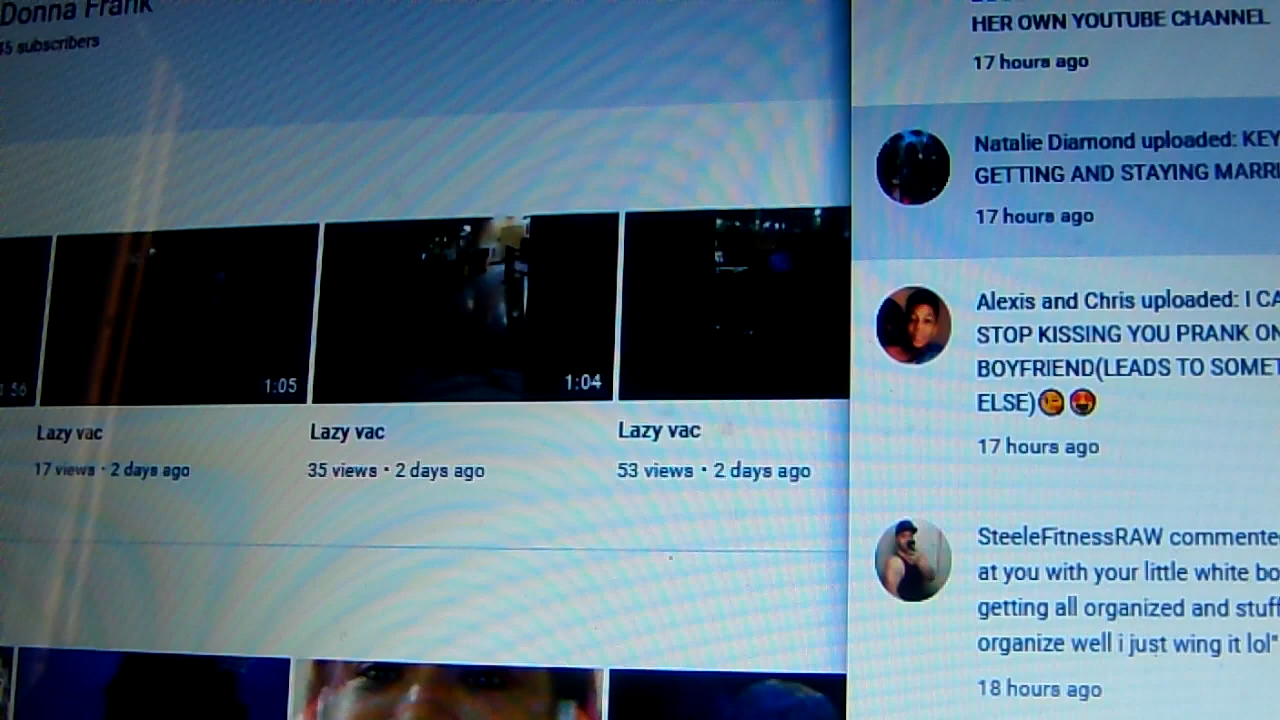 Donna Frank
45 subscribers
1:05
1:04
Lazy vac
17 views · 2 days ago
Lazy vac
35 views · 2 days ago
Lazy vac
53 views · 2 days ago
HER OWN YOUTUBE CHANNEL
17 hours ago
Natalie Diamond uploaded: KEY
GETTING AND STAYING MARRI
17 hours ago
Alexis and Chris uploaded: I CA
STOP KISSING YOU PRANK ON
BOYFRIEND(LEADS TO SOMET
ELSE)😘🤩
17 hours ago
SteeleFitnessRAW commente
at you with your little white bo
getting all organized and stuff
organize well i just wing it lol"
18 hours ago